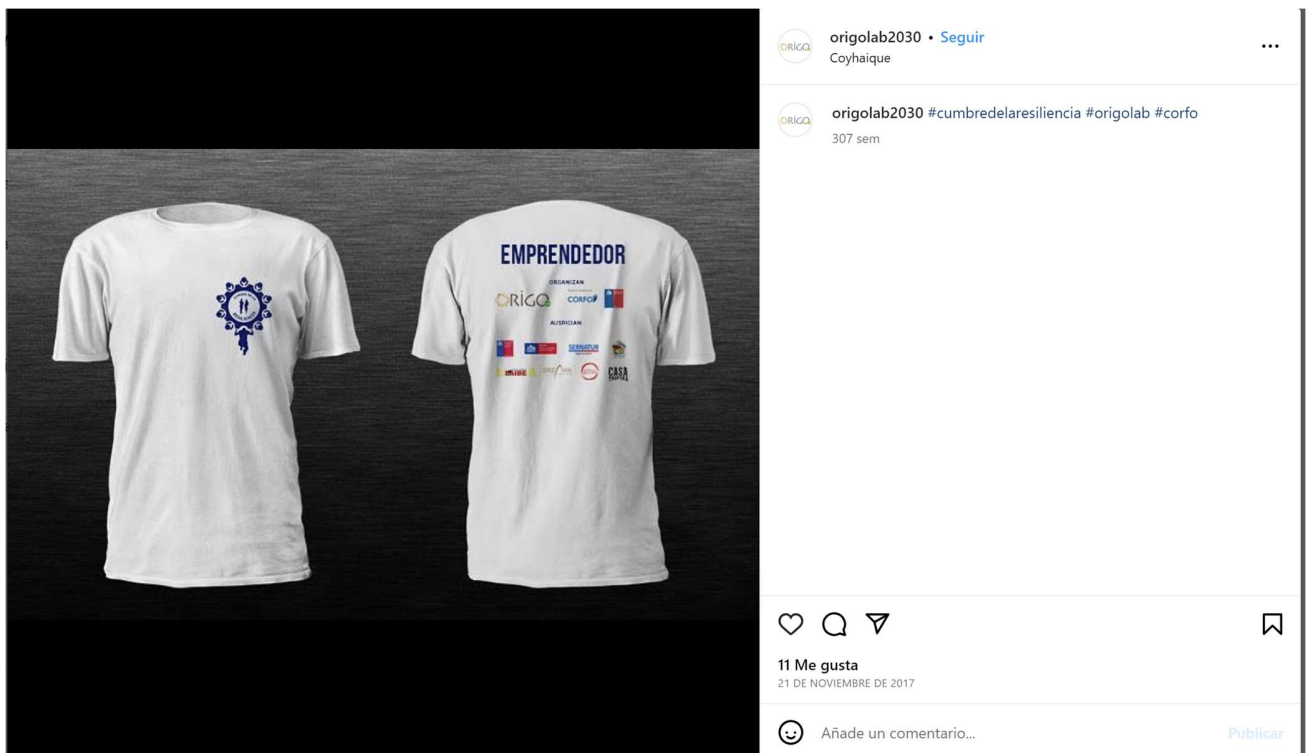 origolab2030 • Seguir
Coyhaique
origolab2030 #cumbredelaresiliencia #origolab #corfo
307 sem
EMPRENDEDOR
ORGANIZAN
ORIGO
CORFO
AUSPICIAN
SERNATUR
CASA
11 Me gusta
21 DE NOVIEMBRE DE 2017
Añade un comentario...
Publicar